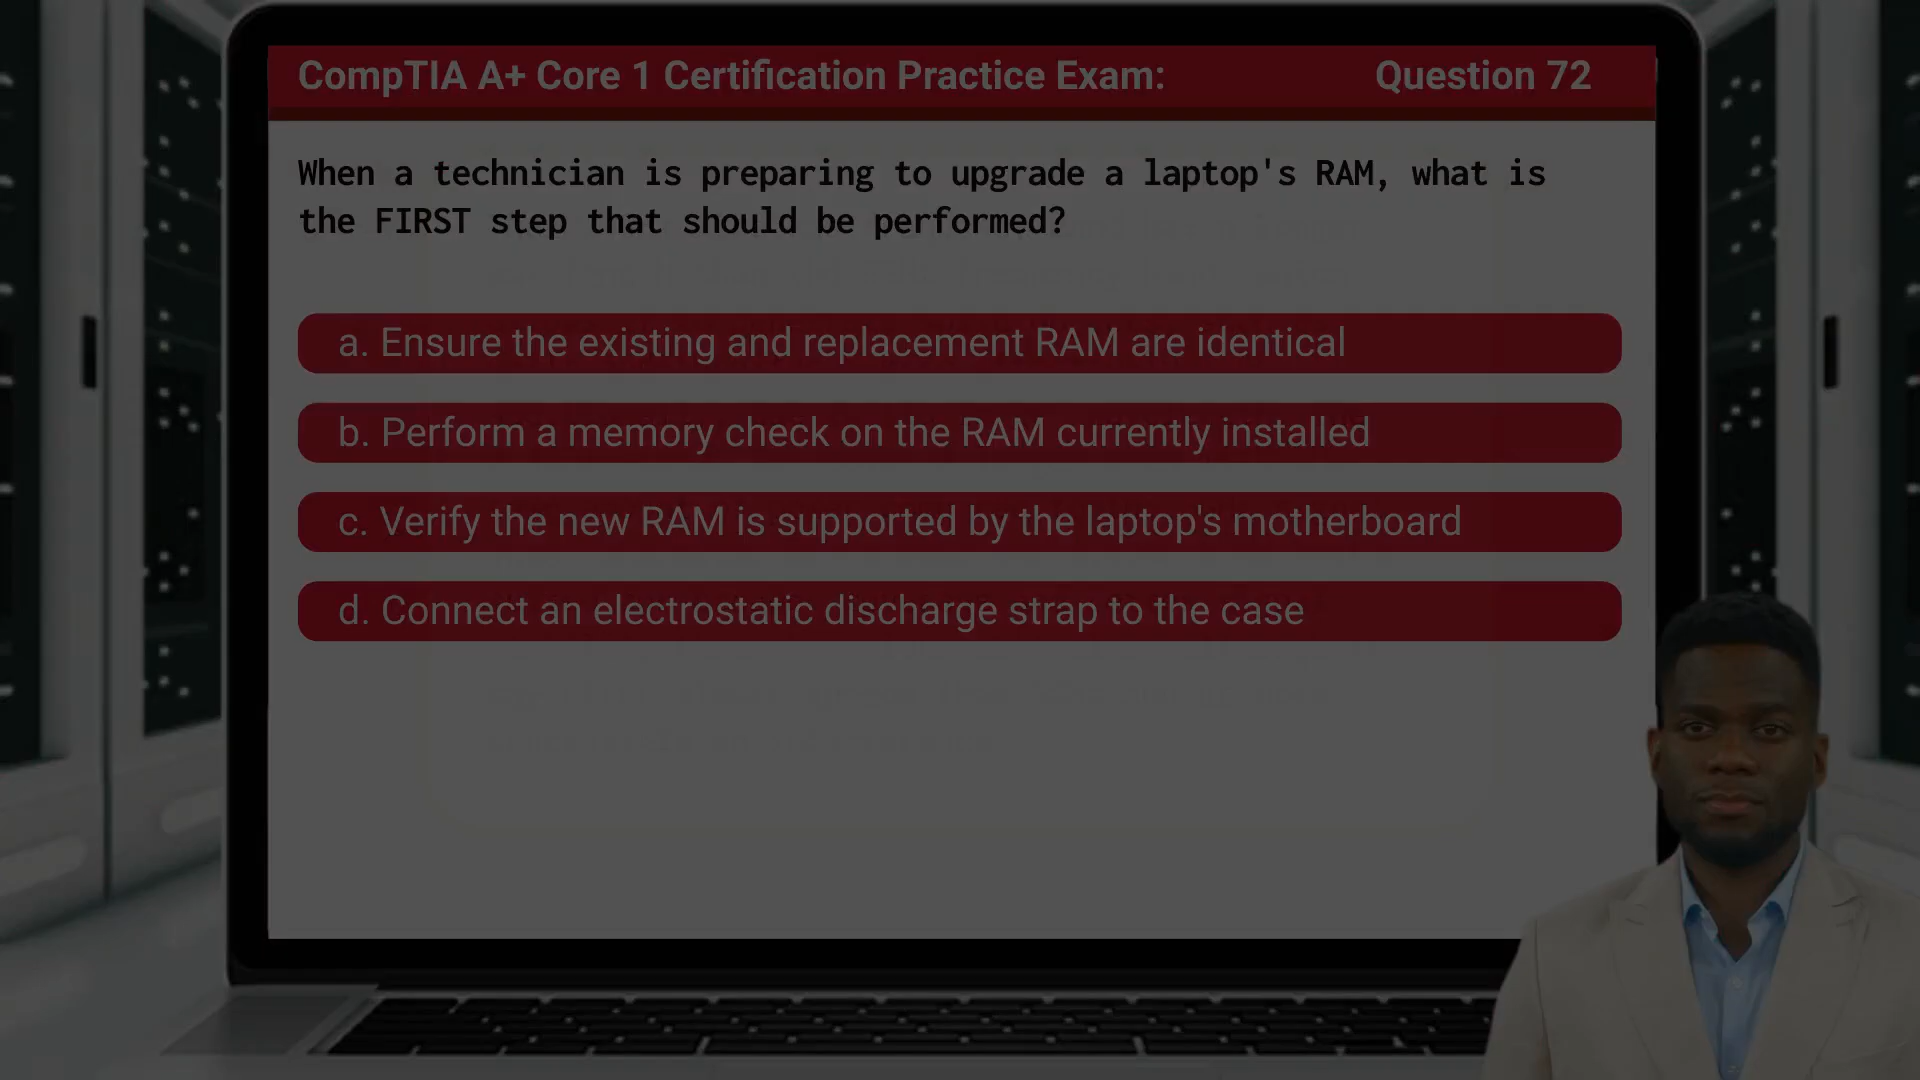 CompTIA A+ Core 1 Certification Practice Exam: Question 72
When a technician is preparing to upgrade a laptop's RAM, what is
the FIRST step that should be performed?
a. Ensure the existing and replacement RAM are identical
b. Perform a memory check on the RAM currently installed
c. Verify the new RAM is supported by the laptop's motherboard
d. Connect an electrostatic discharge strap to the case